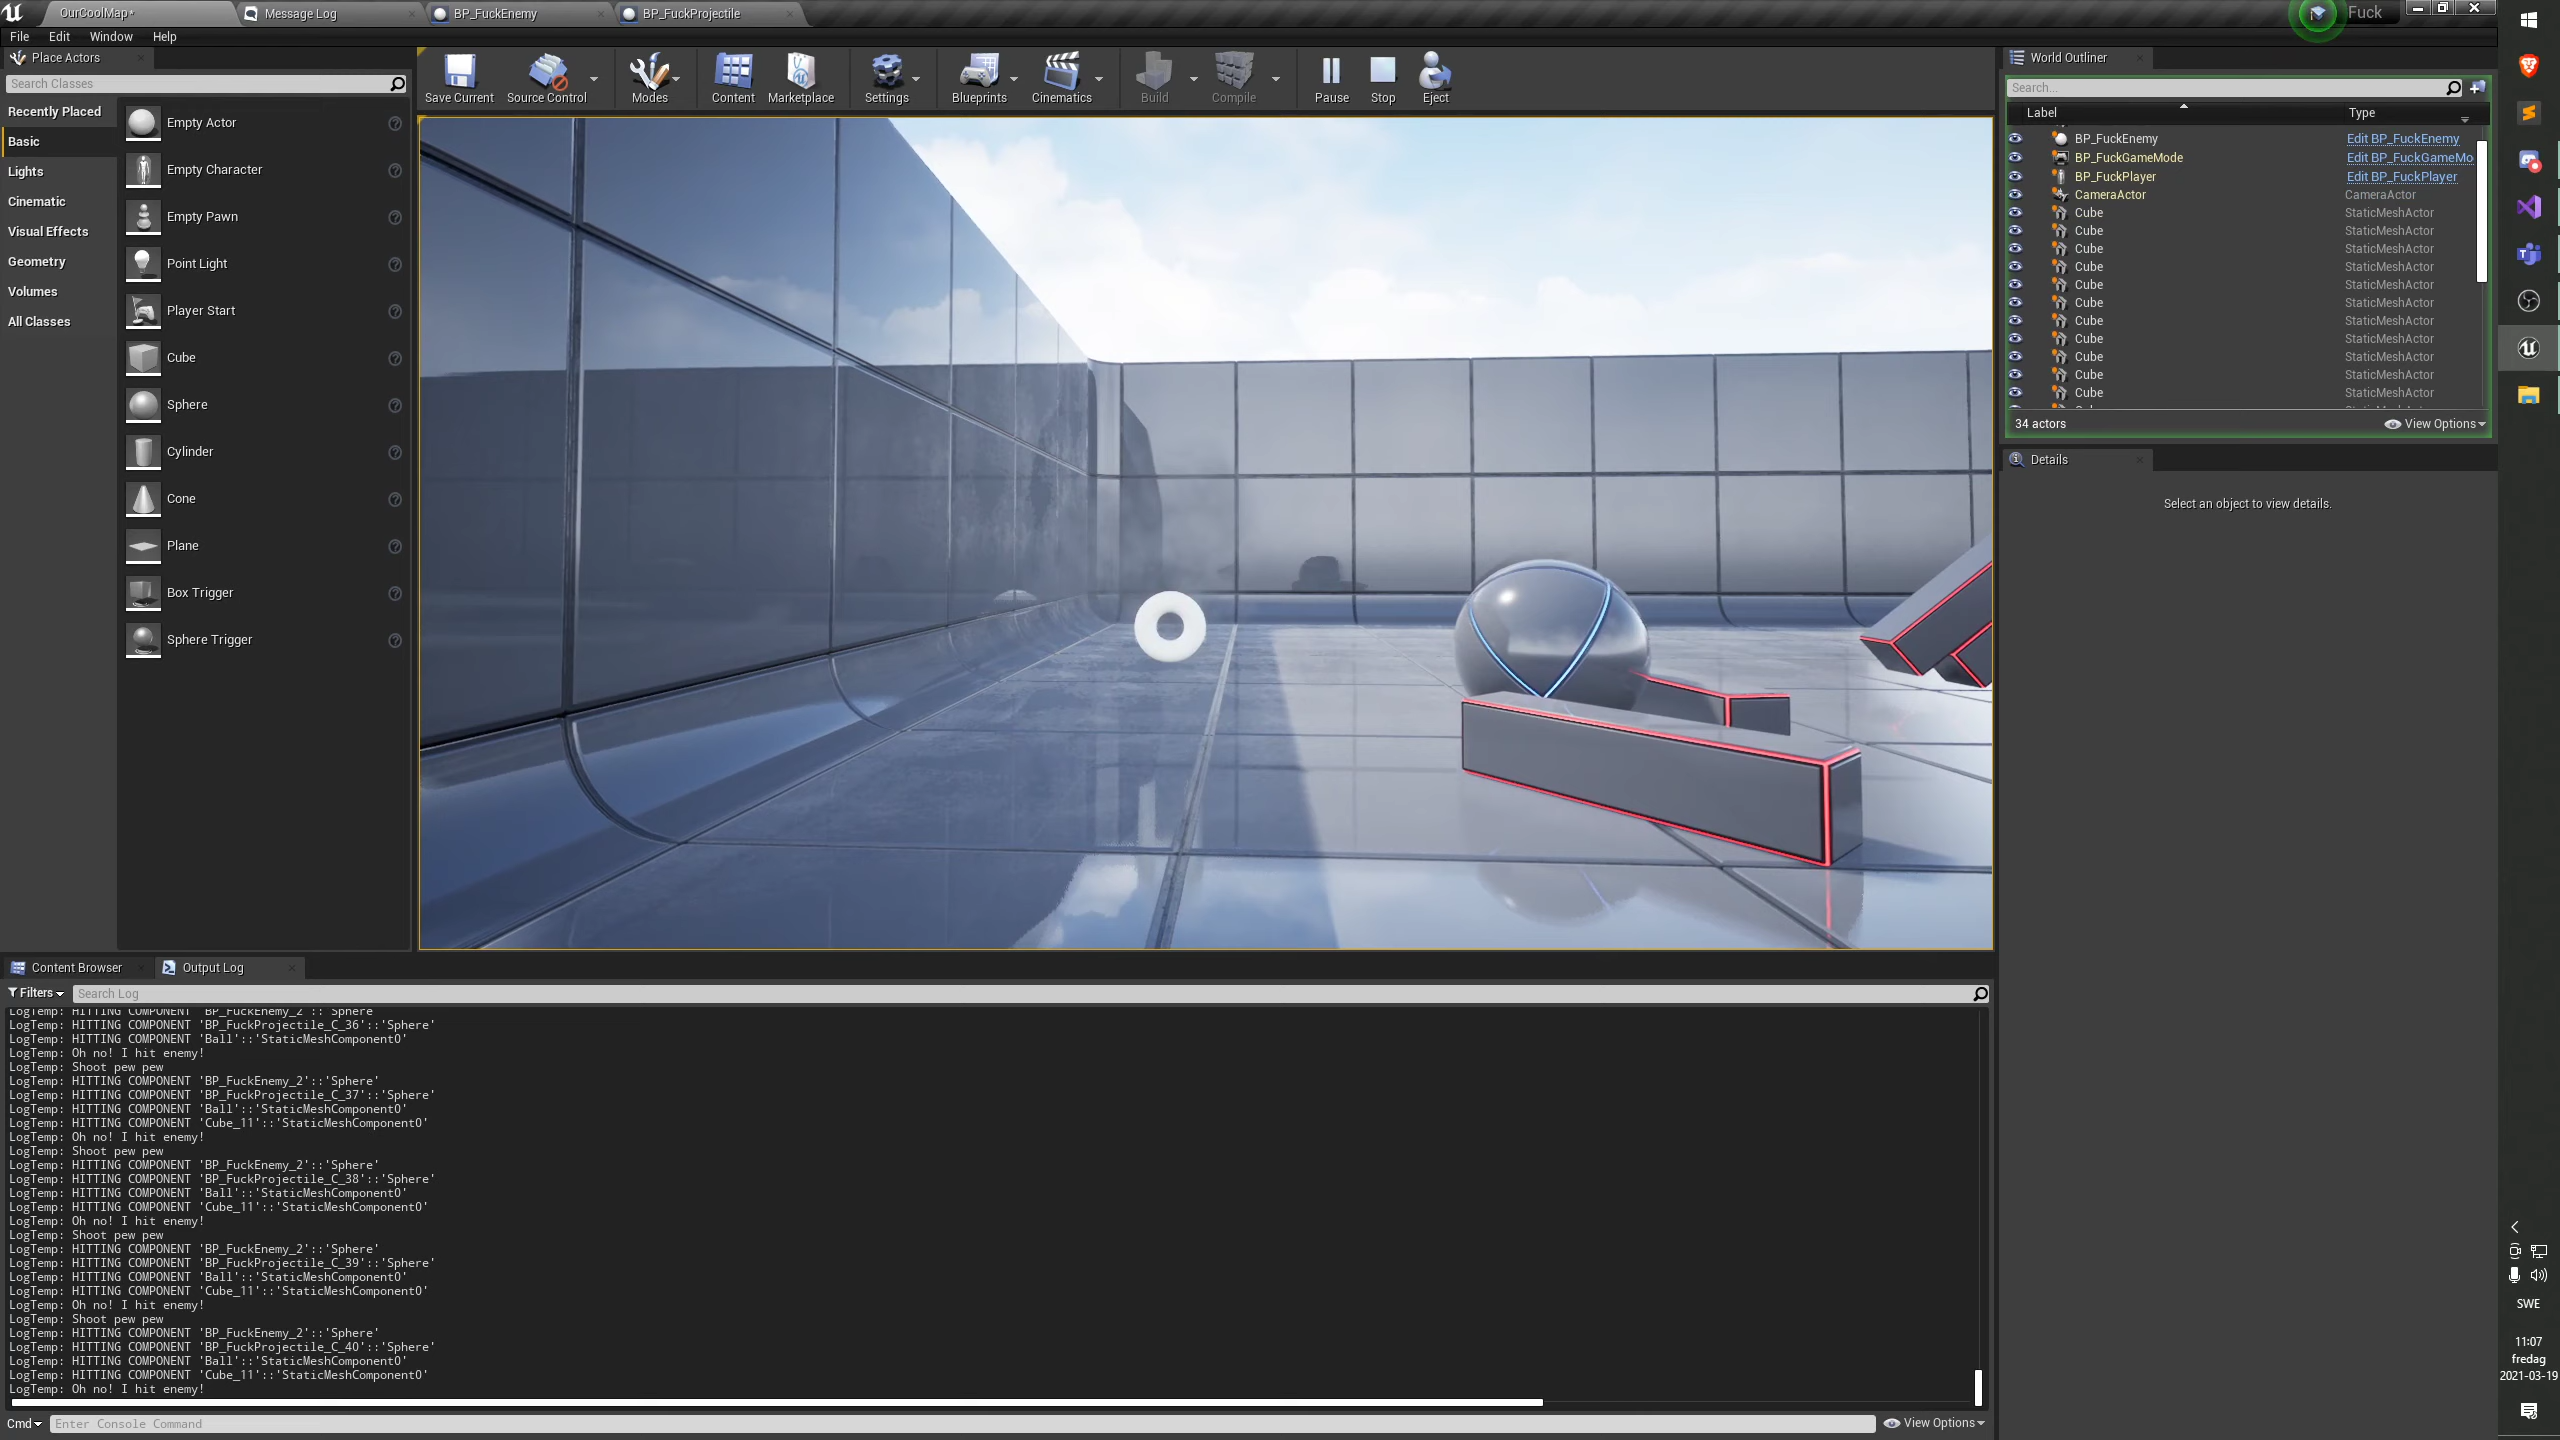 OurCoolMap*
Message Log
BP_FuckEnemy
BP_FuckProjectile
Fuck
File Edit Window Help
Place Actors
Search Classes
Recently Placed
Basic
Lights
Cinematic
Visual Effects
Geometry
Volumes
All Classes
Empty Actor
Empty Character
Empty Pawn
Point Light
Player Start
Cube
Sphere
Cylinder
Cone
Plane
Box Trigger
Sphere Trigger
Save Current
Source Control
Modes
Content
Marketplace
Settings
Blueprints
Cinematics
Build
Compile
Pause
Stop
Eject
World Outliner
Search...
Label Type
BP_FuckEnemy Edit BP_FuckEnemy
BP_FuckGameMode Edit BP_FuckGameMo
BP_FuckPlayer Edit BP_FuckPlayer
CameraActor CameraActor
Cube StaticMeshActor
Cube StaticMeshActor
Cube StaticMeshActor
Cube StaticMeshActor
Cube StaticMeshActor
Cube StaticMeshActor
Cube StaticMeshActor
Cube StaticMeshActor
Cube StaticMeshActor
Cube StaticMeshActor
Cube StaticMeshActor
34 actors
View Options
Details
Select an object to view details.
Content Browser
Output Log
Filters
Search Log
LogTemp: HITTING COMPONENT 'BP_FuckEnemy_2'::'Sphere'
LogTemp: HITTING COMPONENT 'BP_FuckProjectile_C_36'::'Sphere'
LogTemp: HITTING COMPONENT 'Ball'::'StaticMeshComponent0'
LogTemp: Oh no! I hit enemy!
LogTemp: Shoot pew pew
LogTemp: HITTING COMPONENT 'BP_FuckEnemy_2'::'Sphere'
LogTemp: HITTING COMPONENT 'BP_FuckProjectile_C_37'::'Sphere'
LogTemp: HITTING COMPONENT 'Ball'::'StaticMeshComponent0'
LogTemp: HITTING COMPONENT 'Cube_11'::'StaticMeshComponent0'
LogTemp: Oh no! I hit enemy!
LogTemp: Shoot pew pew
LogTemp: HITTING COMPONENT 'BP_FuckEnemy_2'::'Sphere'
LogTemp: HITTING COMPONENT 'BP_FuckProjectile_C_38'::'Sphere'
LogTemp: HITTING COMPONENT 'Ball'::'StaticMeshComponent0'
LogTemp: HITTING COMPONENT 'Cube_11'::'StaticMeshComponent0'
LogTemp: Oh no! I hit enemy!
LogTemp: Shoot pew pew
LogTemp: HITTING COMPONENT 'BP_FuckEnemy_2'::'Sphere'
LogTemp: HITTING COMPONENT 'BP_FuckProjectile_C_39'::'Sphere'
LogTemp: HITTING COMPONENT 'Ball'::'StaticMeshComponent0'
LogTemp: HITTING COMPONENT 'Cube_11'::'StaticMeshComponent0'
LogTemp: Oh no! I hit enemy!
LogTemp: Shoot pew pew
LogTemp: HITTING COMPONENT 'BP_FuckEnemy_2'::'Sphere'
LogTemp: HITTING COMPONENT 'BP_FuckProjectile_C_40'::'Sphere'
LogTemp: HITTING COMPONENT 'Ball'::'StaticMeshComponent0'
LogTemp: HITTING COMPONENT 'Cube_11'::'StaticMeshComponent0'
LogTemp: Oh no! I hit enemy!
Cmd
Enter Console Command
View Options
SWE
11:07
fredag
2021-03-19